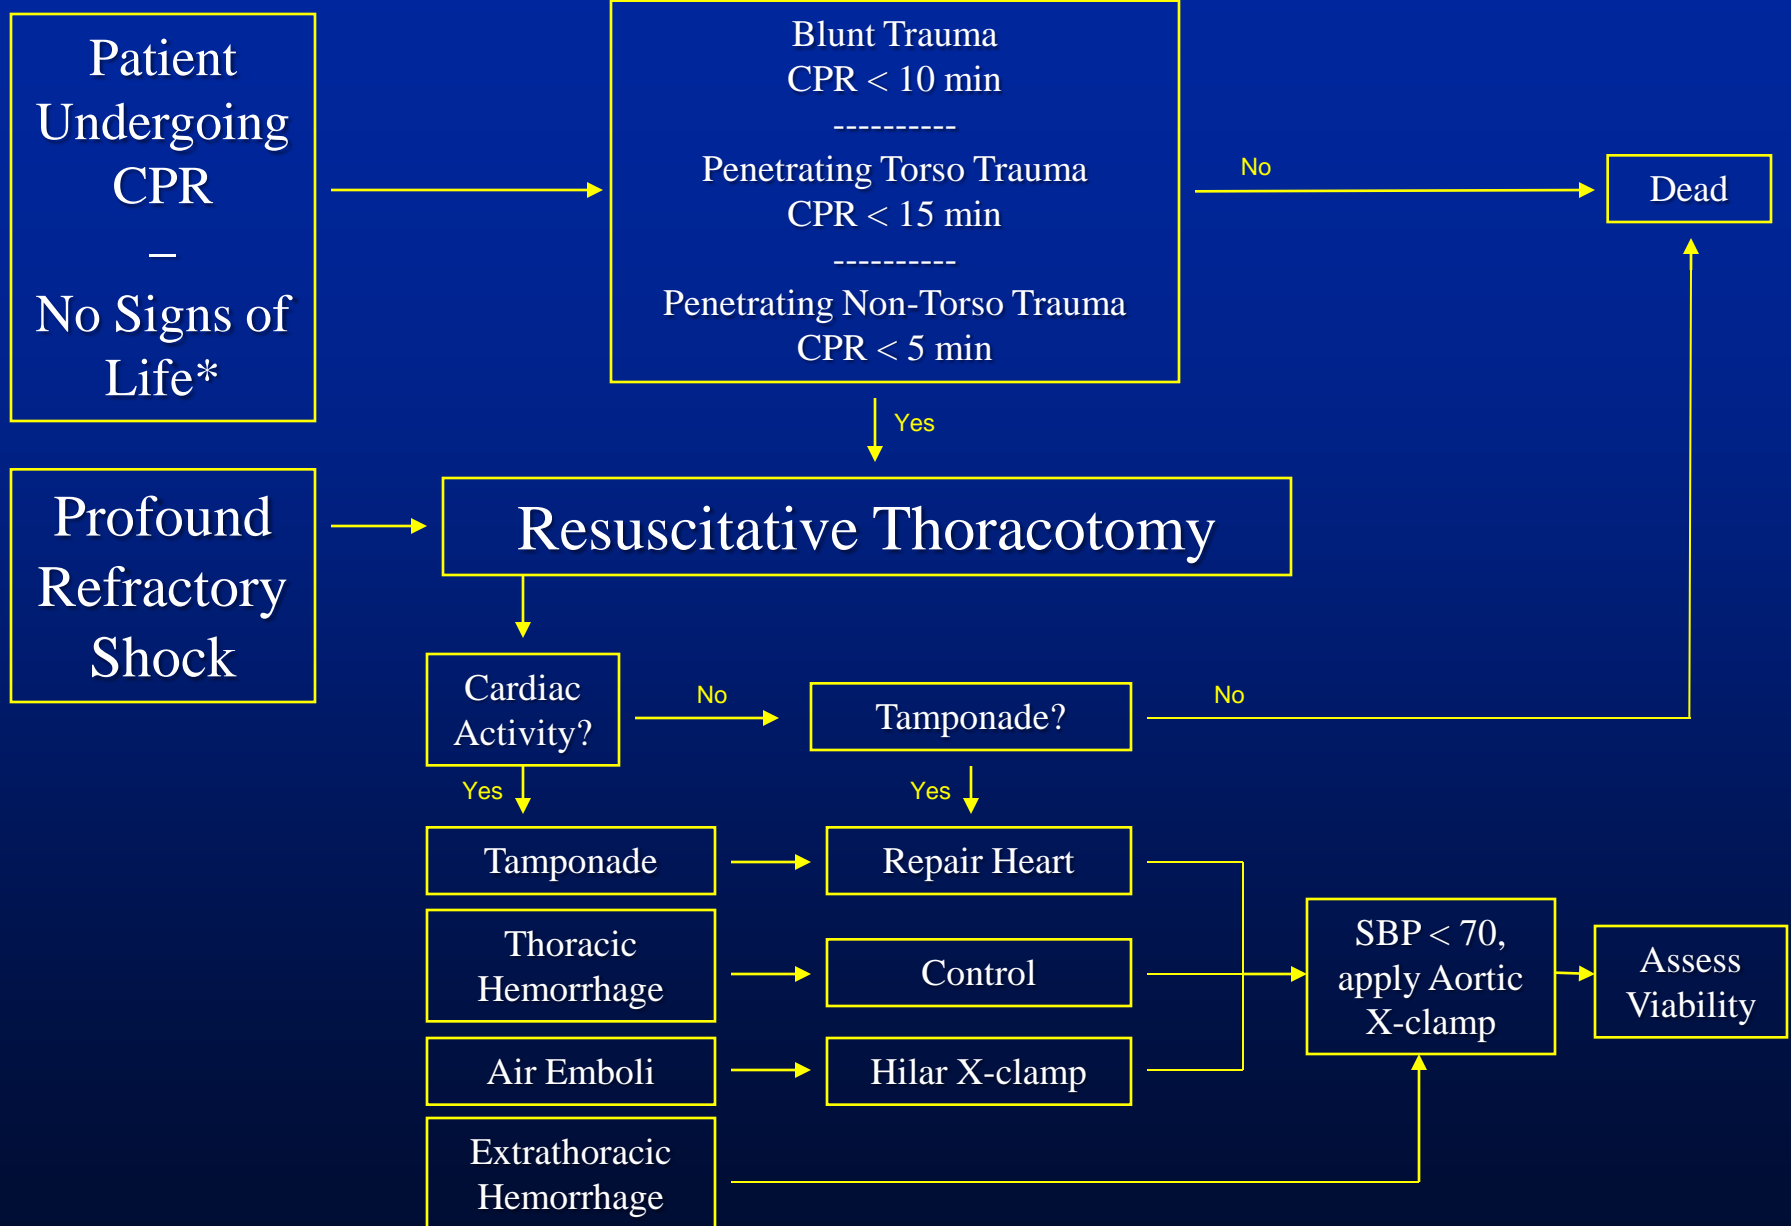 Patient
Undergoing
CPR
–
No Signs of
Life*
Blunt Trauma
CPR < 10 min
----------
Penetrating Torso Trauma
CPR < 15 min
----------
Penetrating Non-Torso Trauma
CPR < 5 min
No
Dead
Yes
Profound
Refractory
Shock
Resuscitative Thoracotomy
Cardiac
Activity?
No
Tamponade?
No
Yes
Yes
Tamponade
Repair Heart
Thoracic
Hemorrhage
Control
Air Emboli
Hilar X-clamp
Extrathoracic
Hemorrhage
SBP < 70,
apply Aortic
X-clamp
Assess
Viability